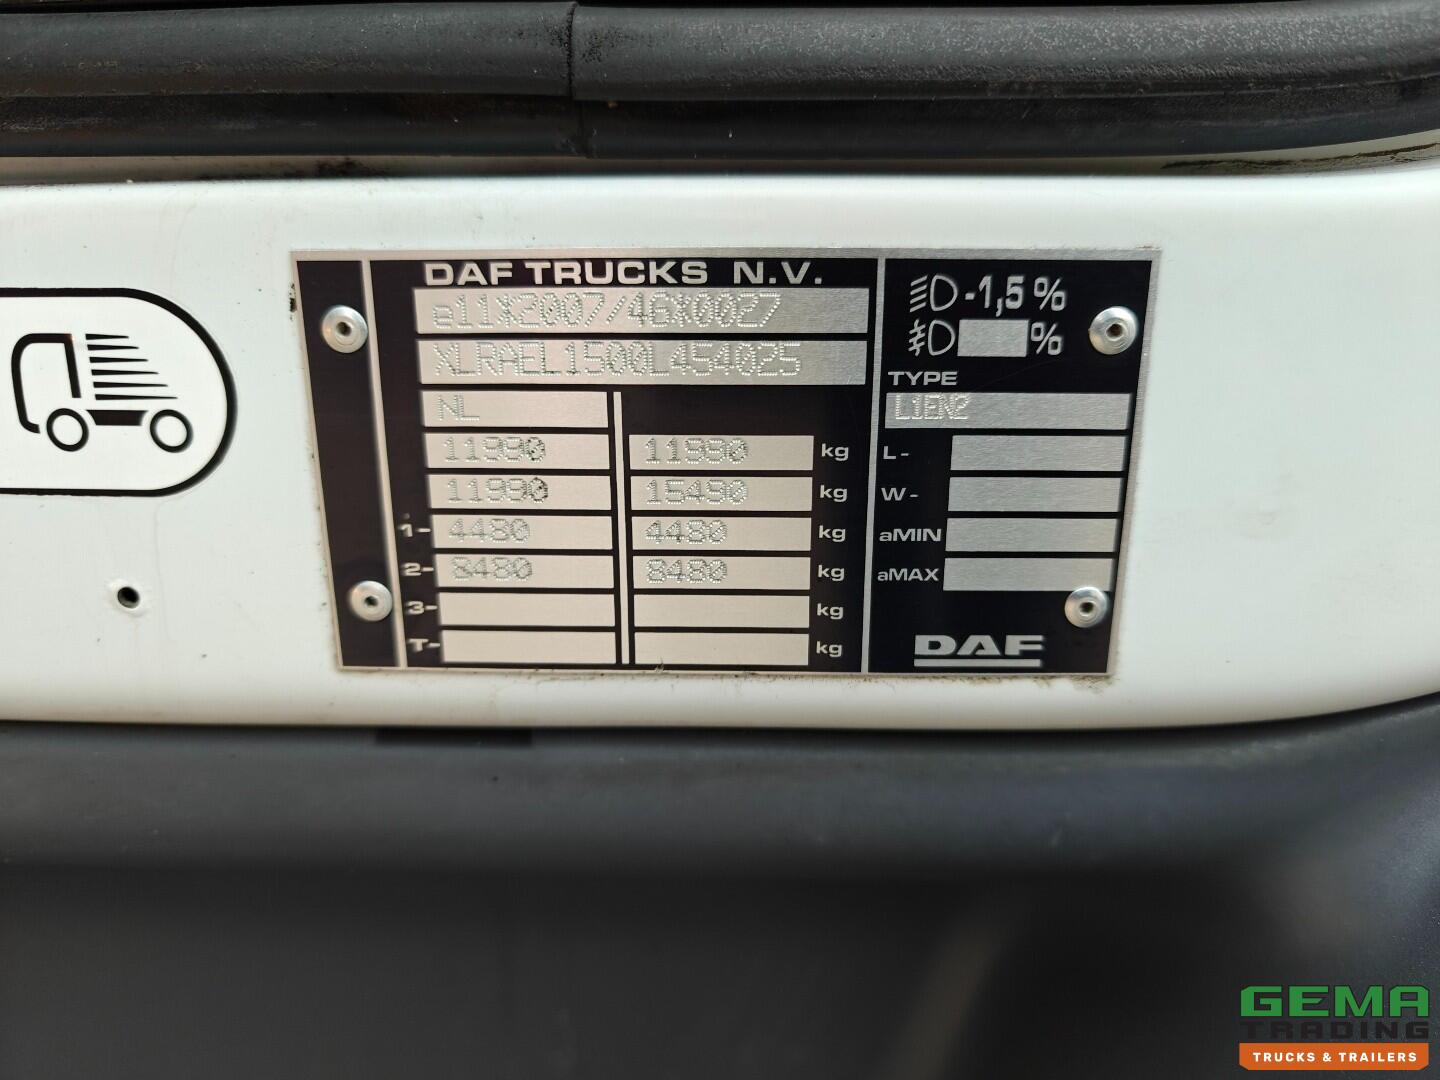 DAF TRUCKS N.V.
e11X2007/46X0027
XLRAEL1500L454025
NL
11990 11990 kg
11990 15490 kg
1- 4480 4480 kg
2- 8480 8480 kg
3- kg
T- kg
-1,5 %
%
TYPE
L1EN2
L-
W-
aMIN
aMAX
DAF
GEMA
TRADING
TRUCKS & TRAILERS